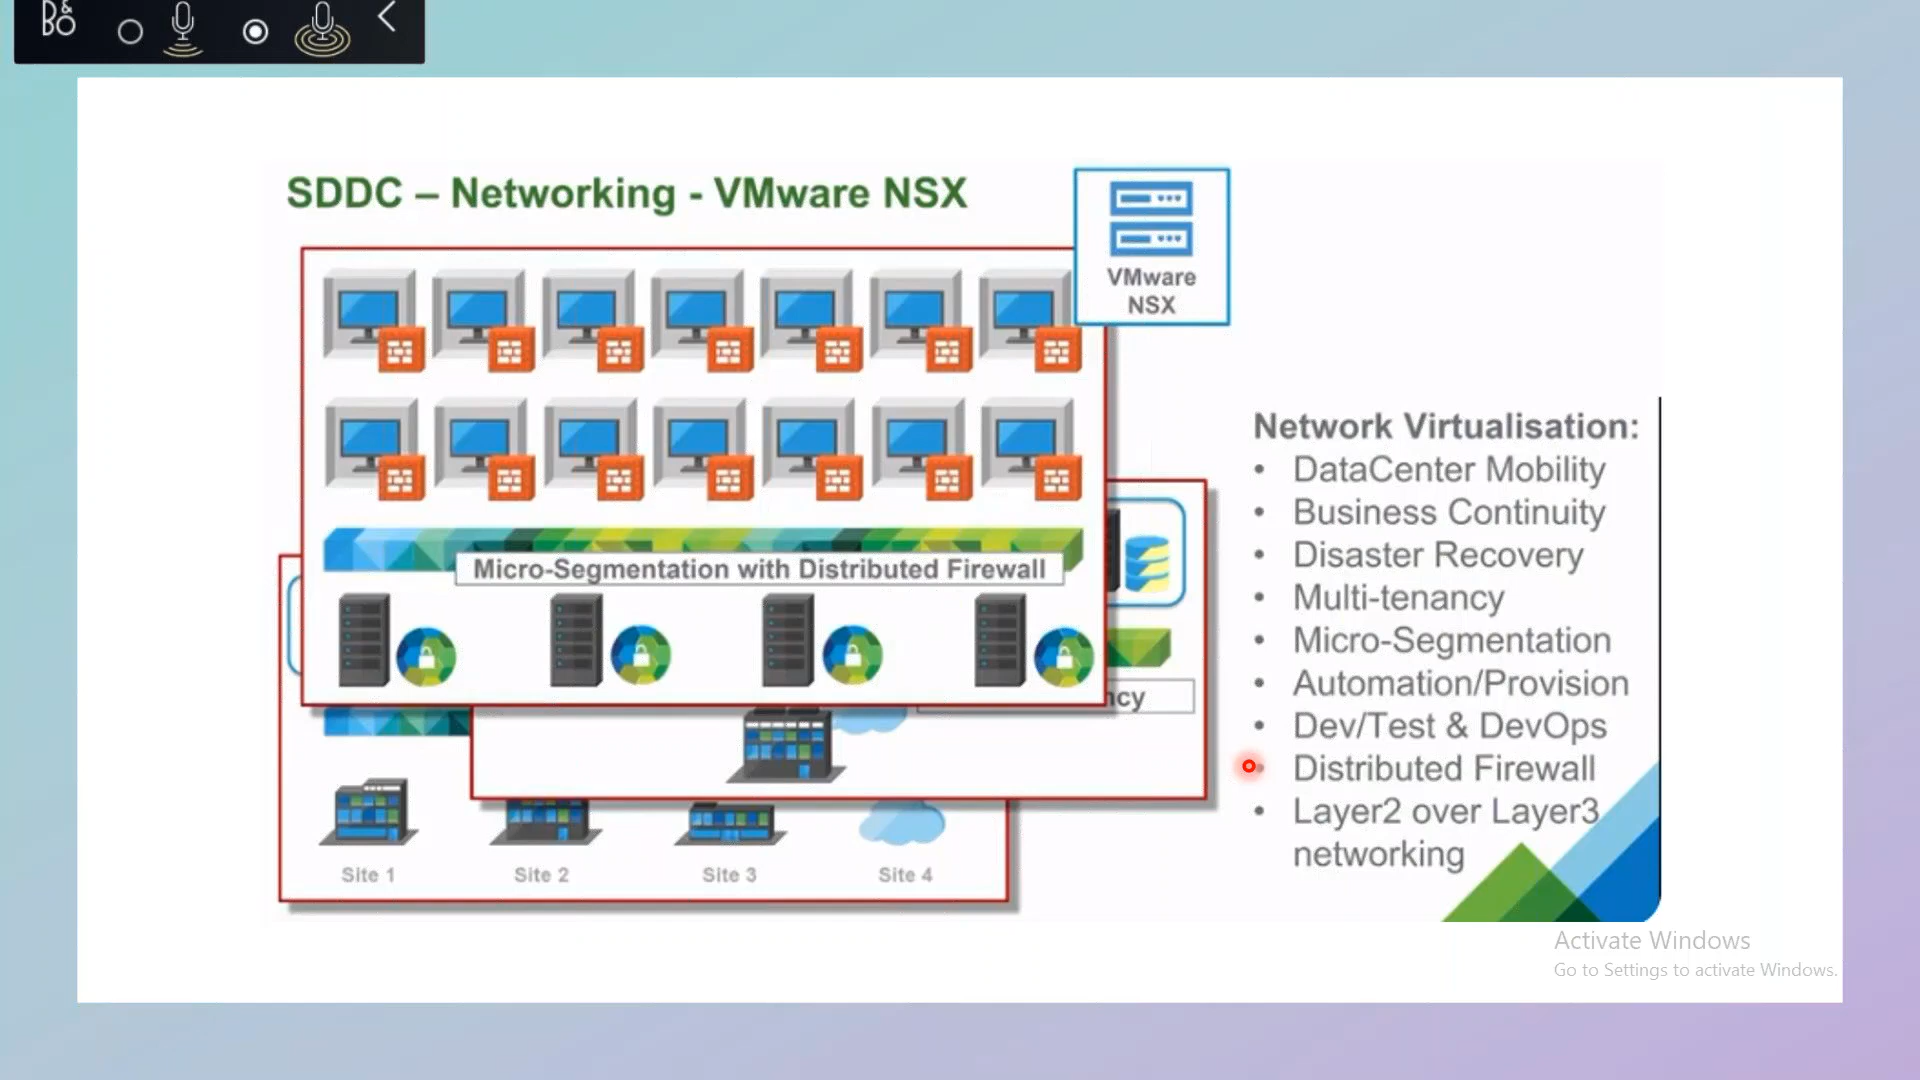 B&O
SDDC – Networking - VMware NSX
VMware
NSX
Micro-Segmentation with Distributed Firewall
Site 1
Site 2
Site 3
Site 4
Network Virtualisation:
• DataCenter Mobility
• Business Continuity
• Disaster Recovery
• Multi-tenancy
• Micro-Segmentation
• Automation/Provision
• Dev/Test & DevOps
• Distributed Firewall
• Layer2 over Layer3
networking
Activate Windows
Go to Settings to activate Windows.